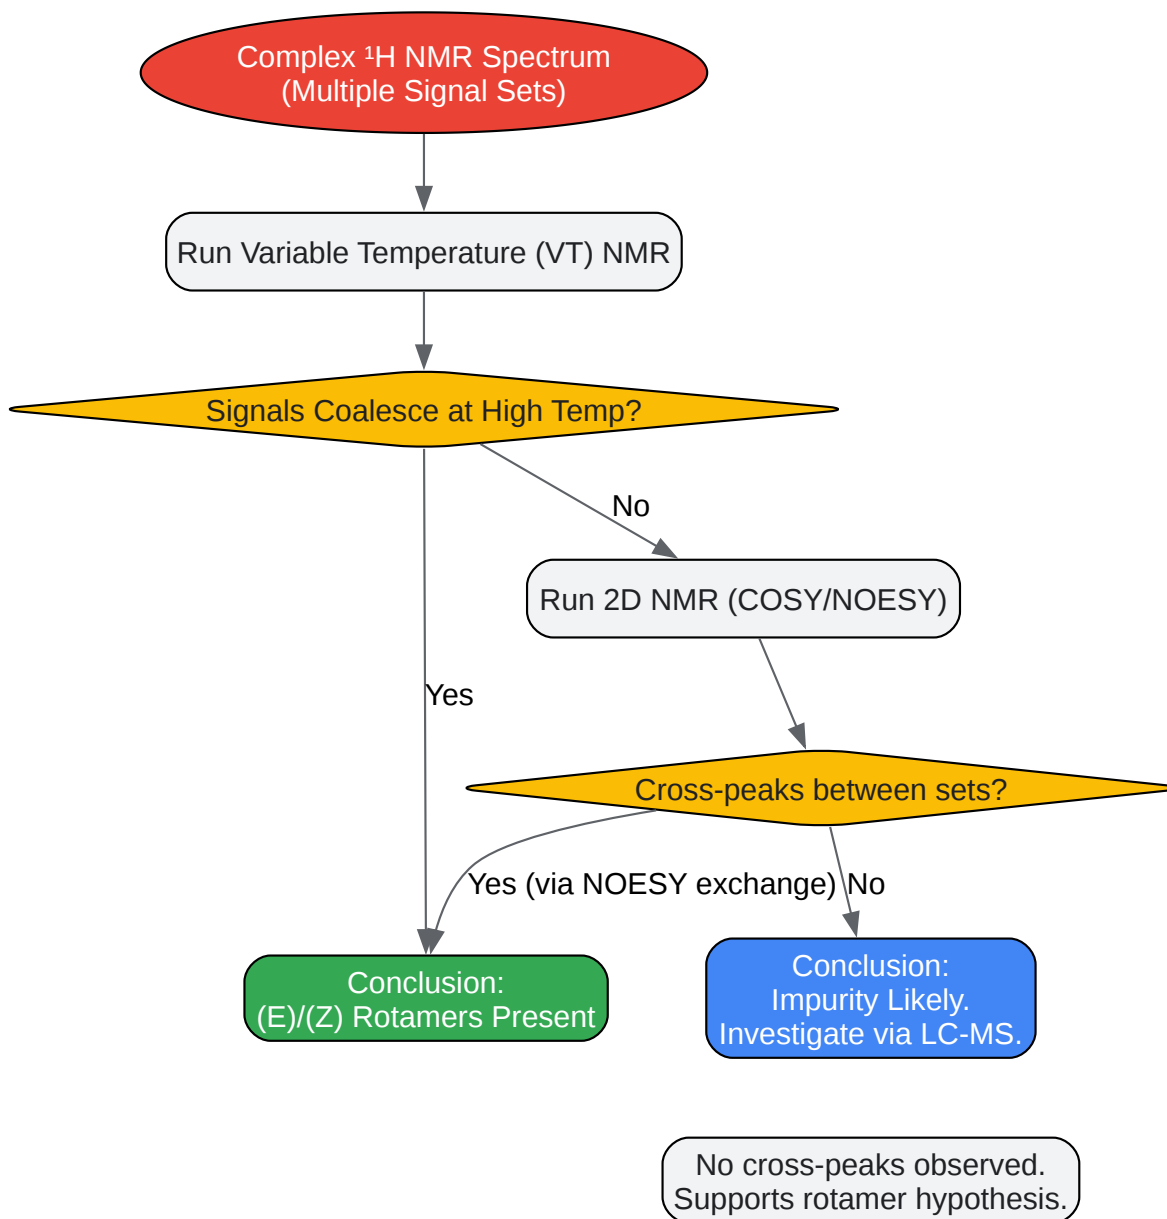 Complex ¹H NMR Spectrum
(Multiple Signal Sets)
Run Variable Temperature (VT) NMR
Signals Coalesce at High Temp?
No
Run 2D NMR (COSY/NOESY)
Yes
Cross-peaks between sets?
Yes (via NOESY exchange)
No
Conclusion:
(E)/(Z) Rotamers Present
Conclusion:
Impurity Likely.
Investigate via LC-MS.
No cross-peaks observed.
Supports rotamer hypothesis.